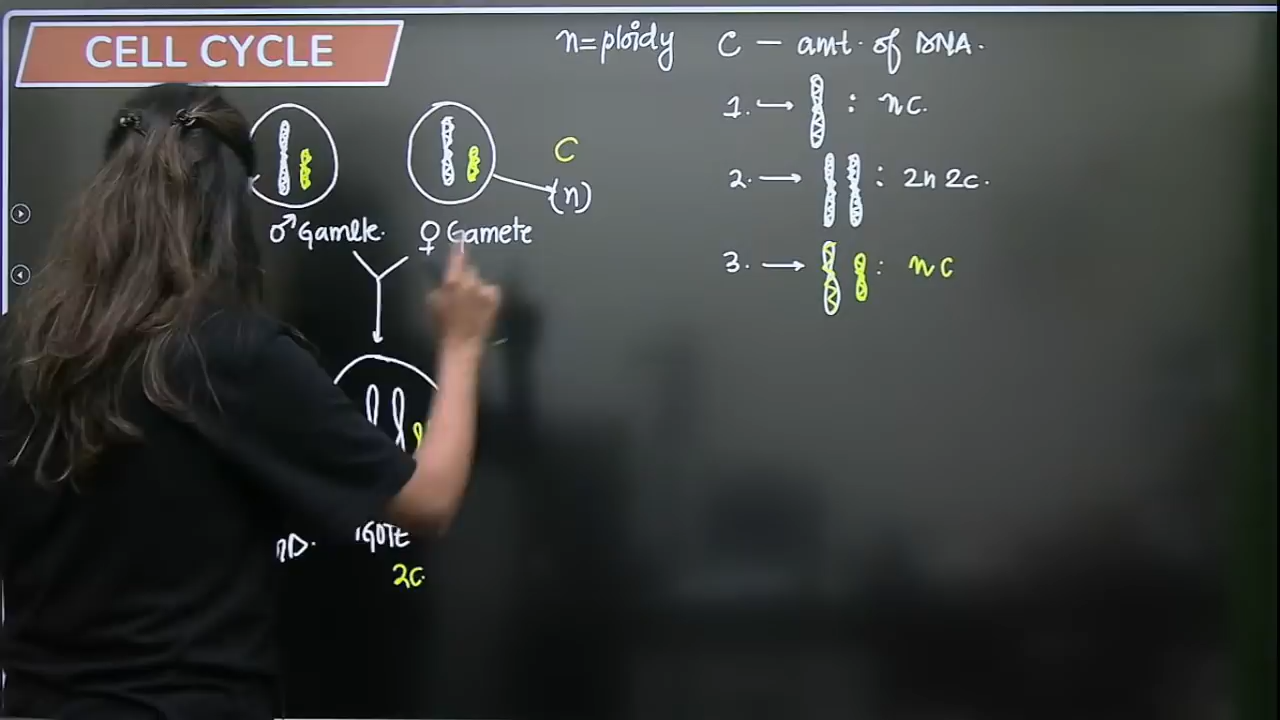 CELL CYCLE
n=ploidy C — amt. of DNA.
1. → : nc.
2. → : 2n 2c.
3. → : nc
C
(n)
♂ Gamete.
♀ Gamete
2c.